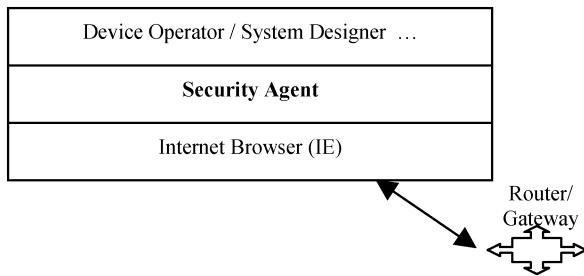 Device Operator / System Designer …
Security Agent
Internet Browser (IE)
Router/
Gateway